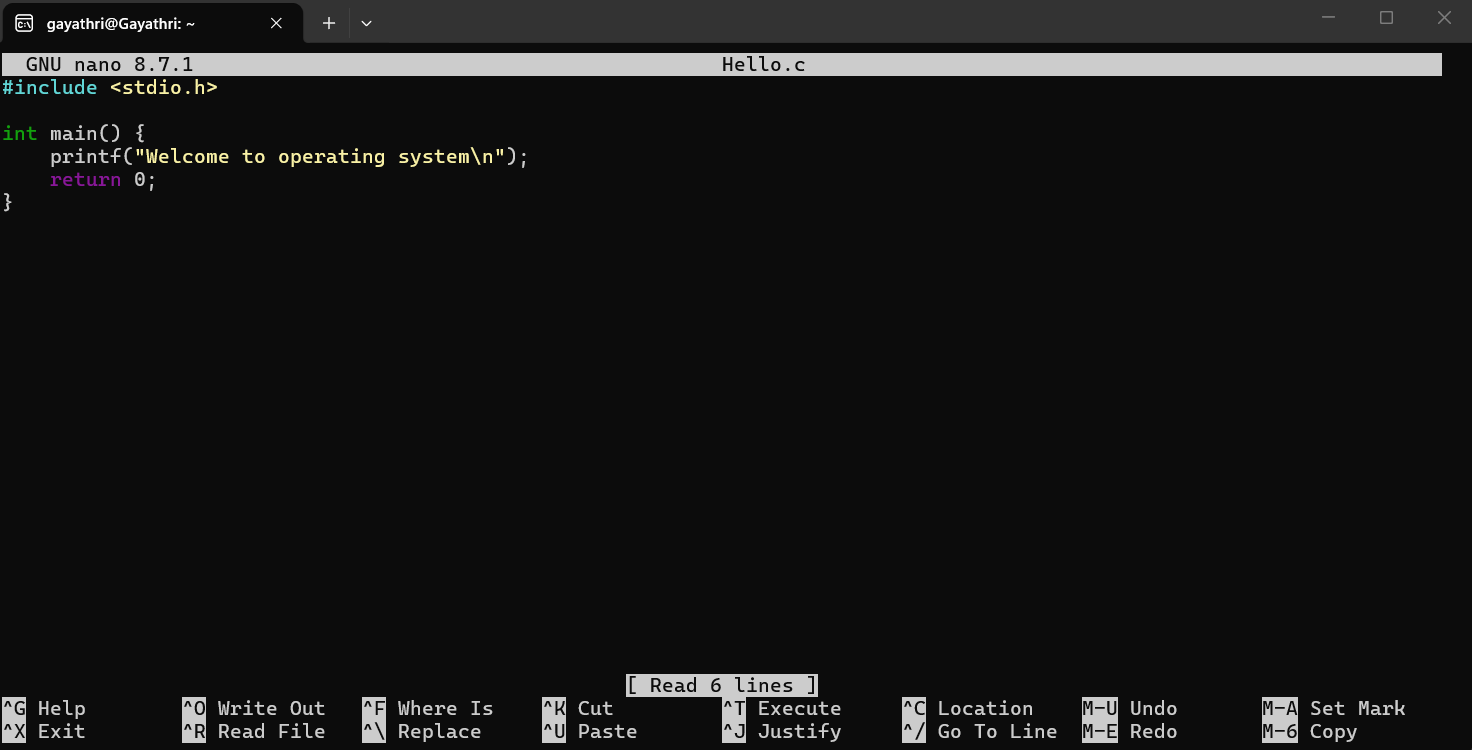 gayathri@Gayathri: ~
GNU nano 8.7.1 Hello.c
#include <stdio.h>

int main() {
    printf("Welcome to operating system\n");
    return 0;
}
[ Read 6 lines ]
^G Help ^O Write Out ^F Where Is ^K Cut ^T Execute ^C Location M-U Undo M-A Set Mark
^X Exit ^R Read File ^\ Replace ^U Paste ^J Justify ^/ Go To Line M-E Redo M-6 Copy